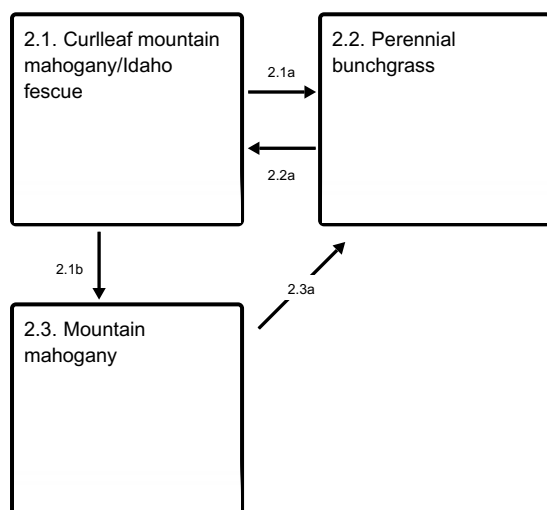 2.1. Curlleaf mountain
mahogany/Idaho
fescue
2.1a
2.2. Perennial
bunchgrass
2.2a
2.1b
2.3a
2.3. Mountain
mahogany